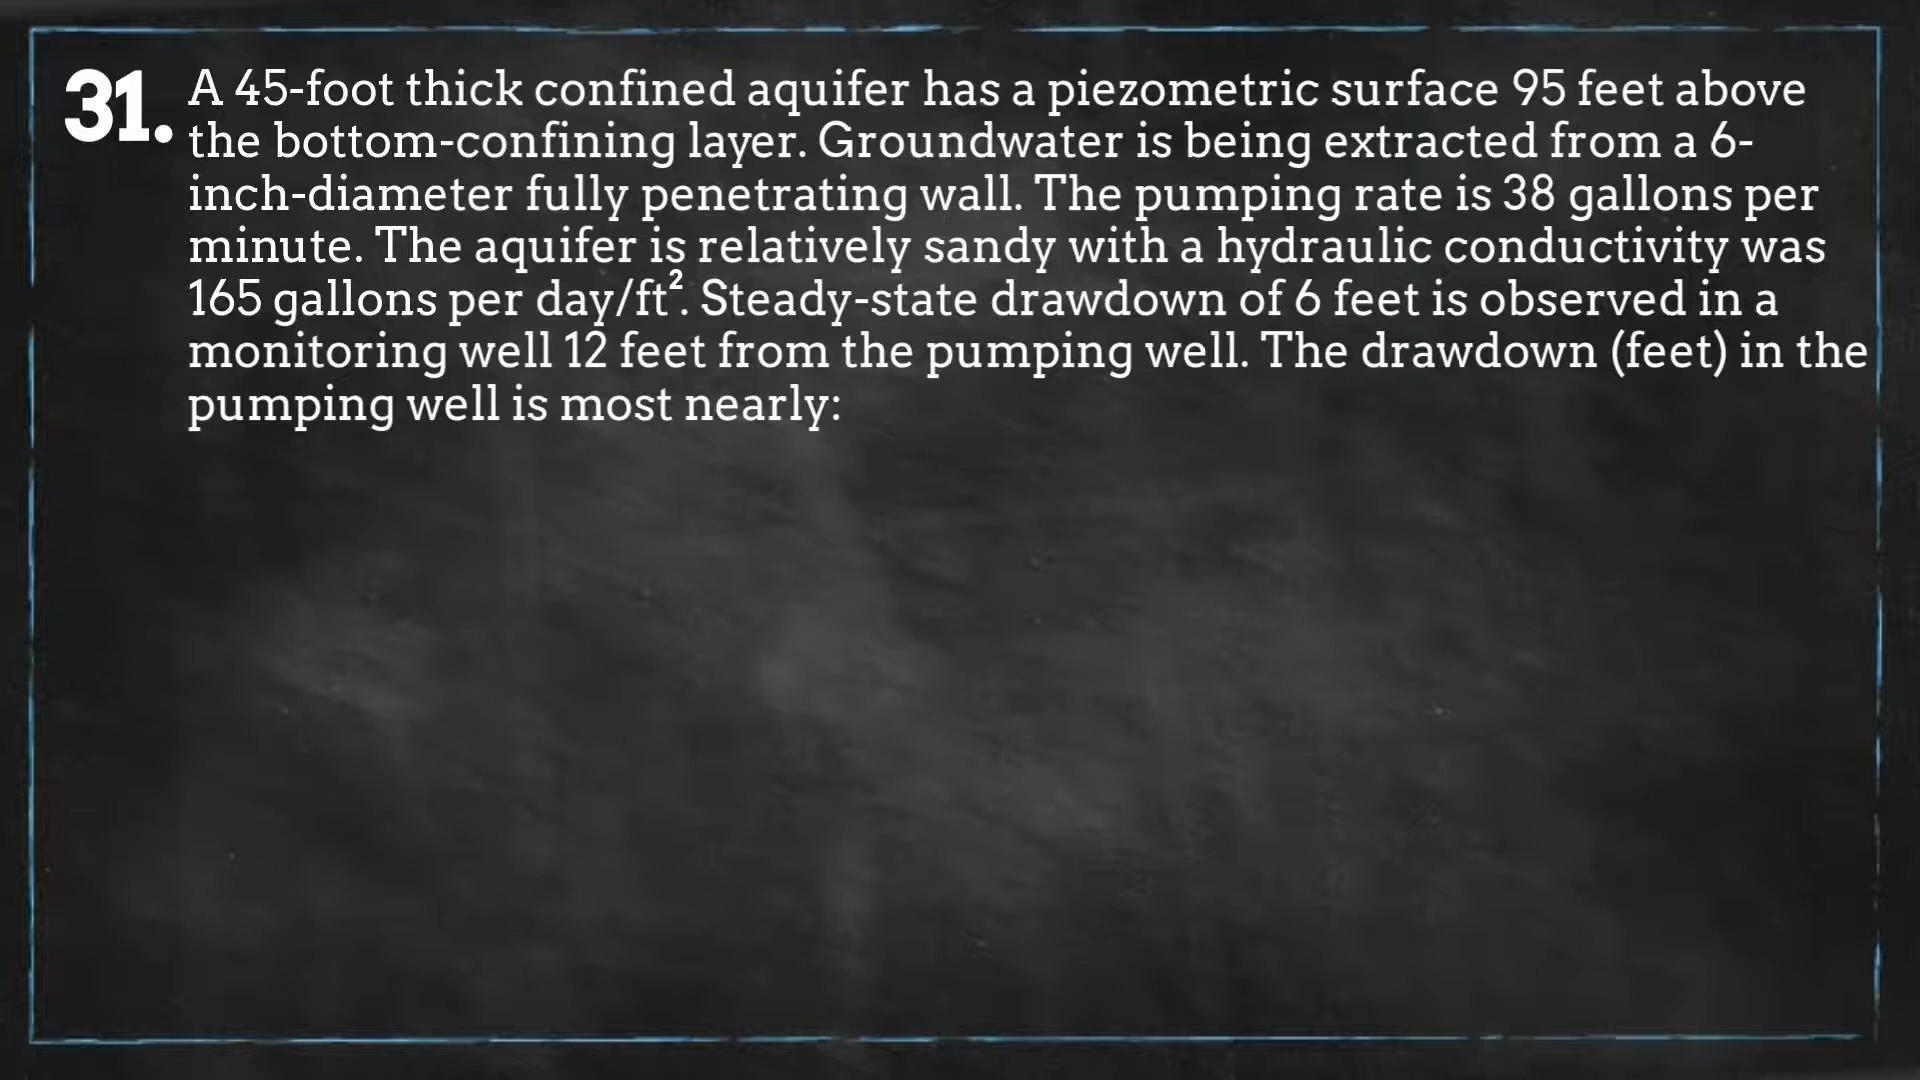 31. A 45-foot thick confined aquifer has a piezometric surface 95 feet above
the bottom-confining layer. Groundwater is being extracted from a 6-
inch-diameter fully penetrating wall. The pumping rate is 38 gallons per
minute. The aquifer is relatively sandy with a hydraulic conductivity was
165 gallons per day/ft². Steady-state drawdown of 6 feet is observed in a
monitoring well 12 feet from the pumping well. The drawdown (feet) in the
pumping well is most nearly: